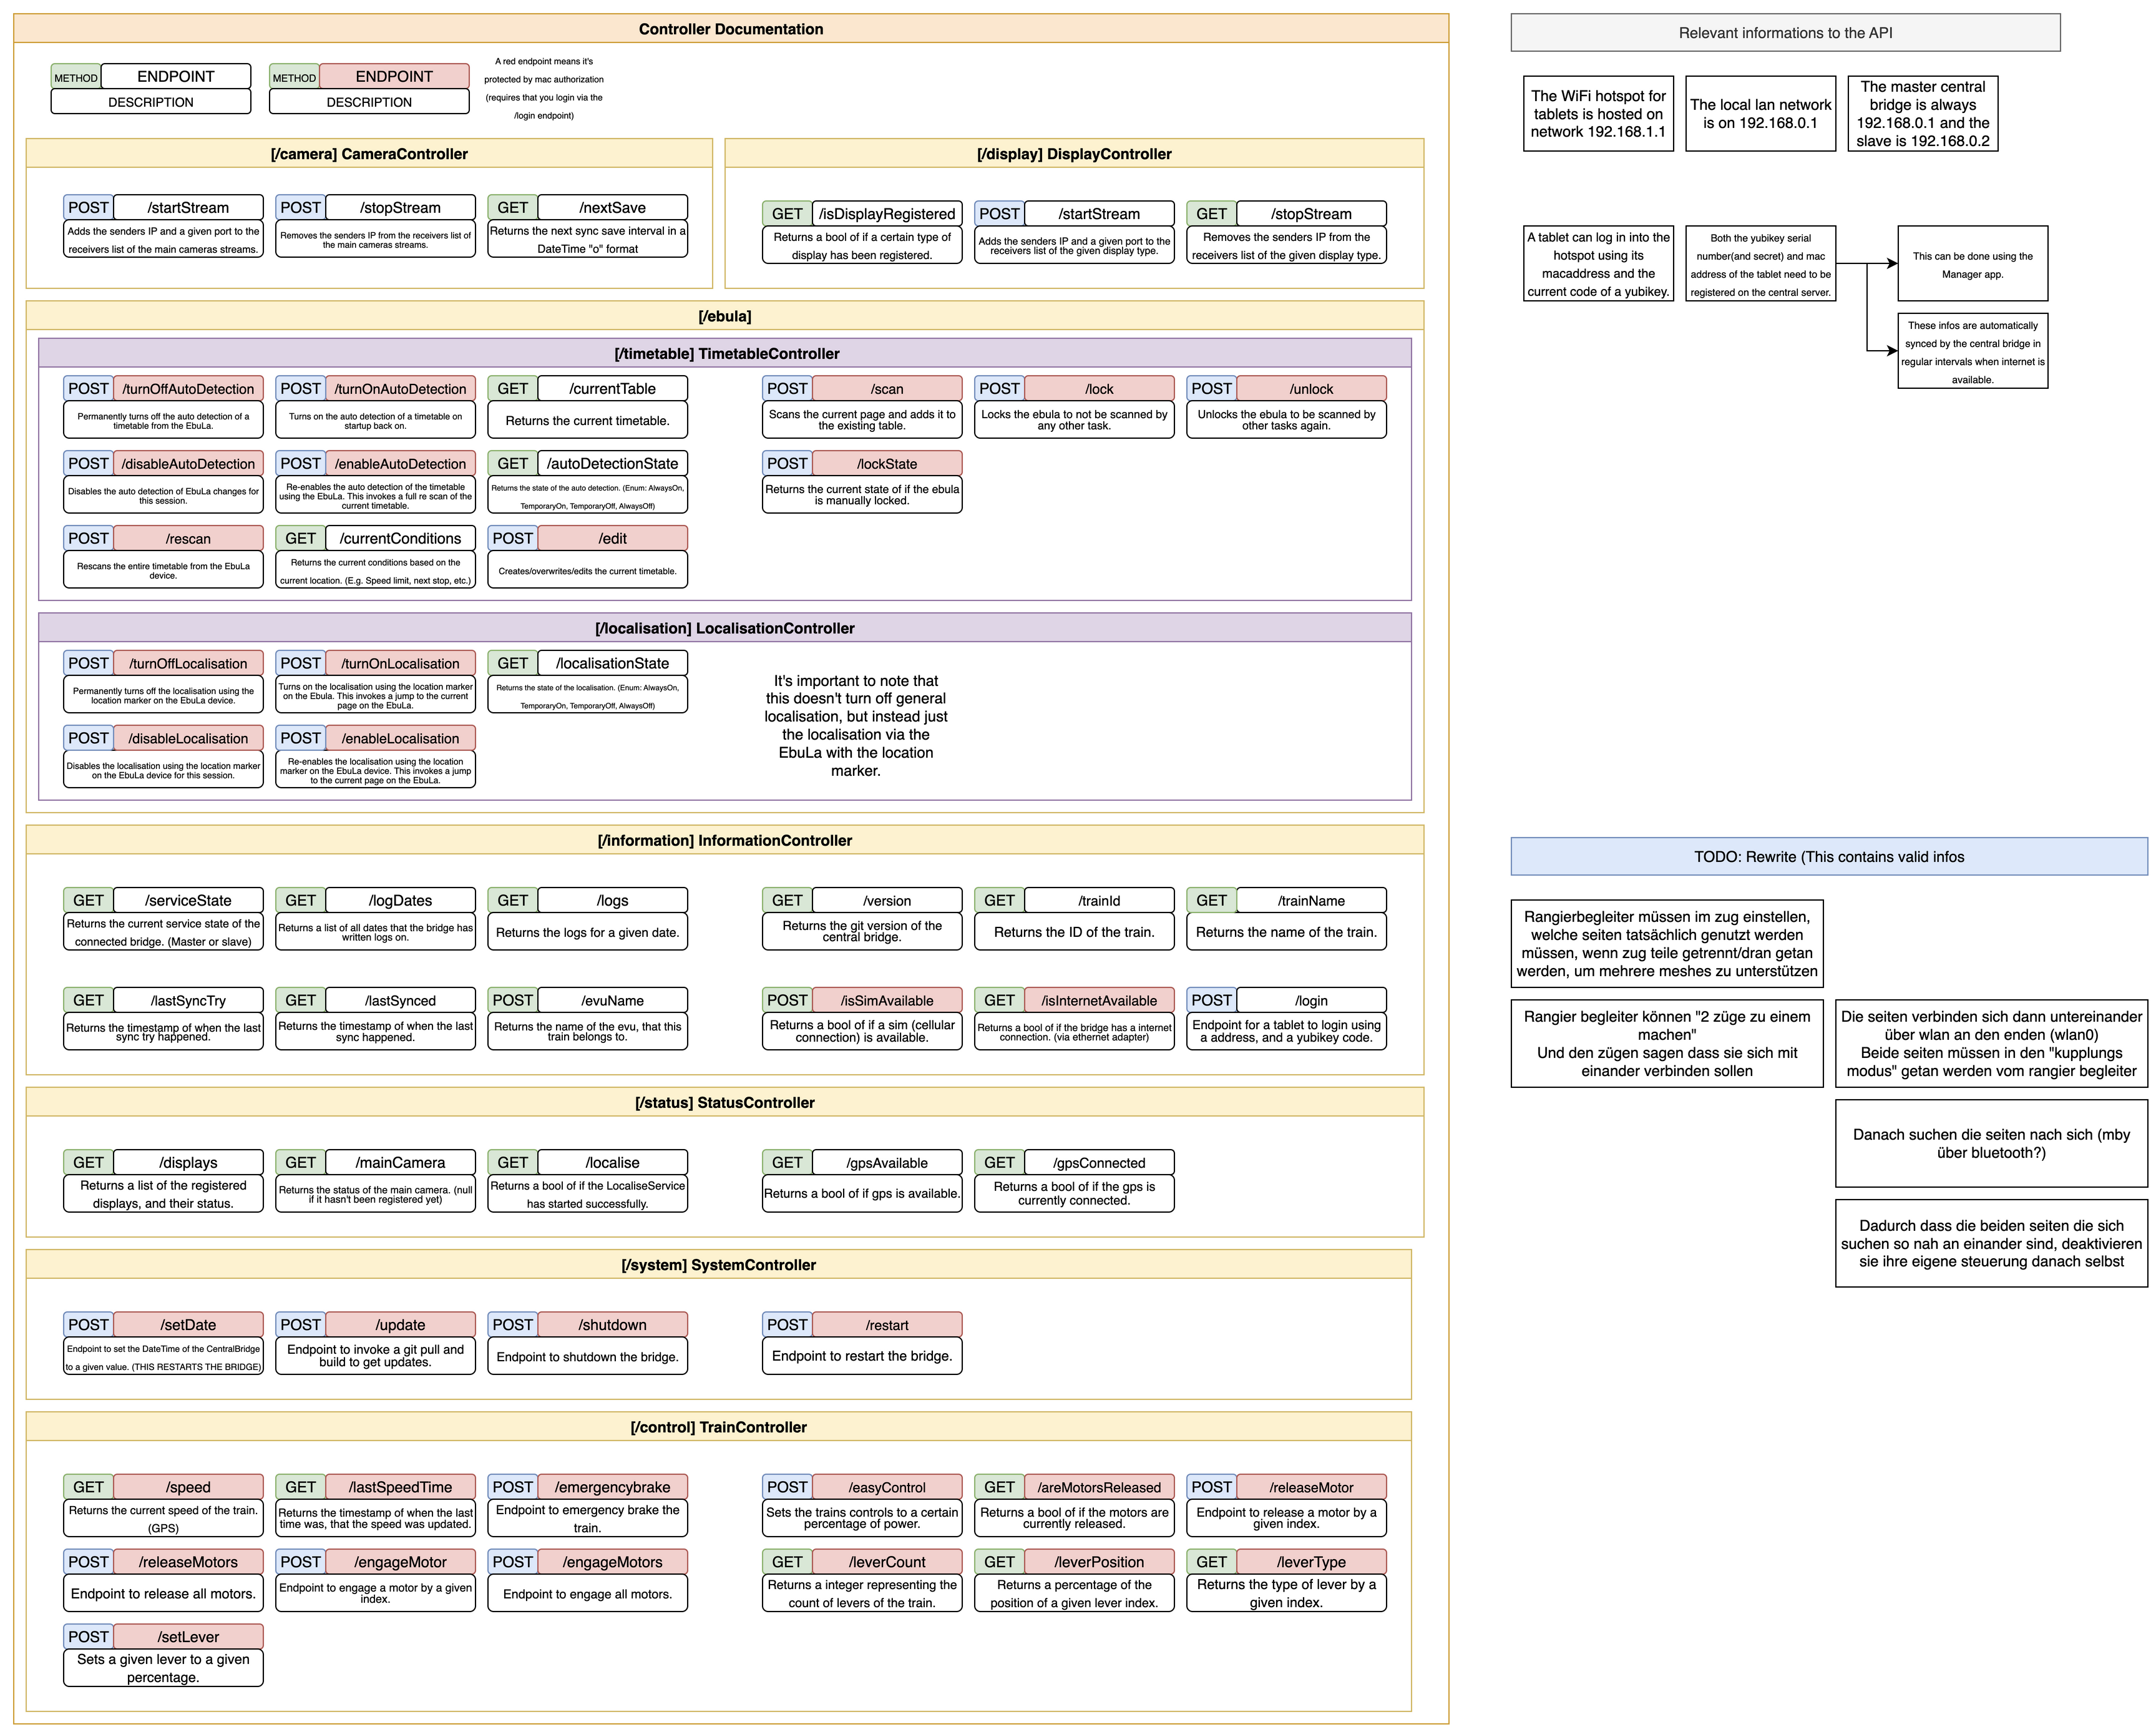 Controller Documentation
METHOD
ENDPOINT
DESCRIPTION
METHOD
ENDPOINT
DESCRIPTION
A red endpoint means it's
protected by mac authorization
(requires that you login via the
/login endpoint)
[/camera] CameraController
POST
/startStream
Adds the senders IP and a given port to the
receivers list of the main cameras streams.
POST
/stopStream
Removes the senders IP from the receivers list of
the main cameras streams.
GET
/nextSave
Returns the next sync save interval in a
DateTime "o" format
[/display] DisplayController
GET
/isDisplayRegistered
Returns a bool of if a certain type of
display has been registered.
POST
/startStream
Adds the senders IP and a given port to the
receivers list of the given display type.
GET
/stopStream
Removes the senders IP from the
receivers list of the given display type.
[/ebula]
[/timetable] TimetableController
POST
/turnOffAutoDetection
Permanently turns off the auto detection of a
timetable from the EbuLa.
POST
/turnOnAutoDetection
Turns on the auto detection of a timetable on
startup back on.
GET
/currentTable
Returns the current timetable.
POST
/scan
Scans the current page and adds it to
the existing table.
POST
/lock
Locks the ebula to not be scanned by
any other task.
POST
/unlock
Unlocks the ebula to be scanned by
other tasks again.
POST
/disableAutoDetection
Disables the auto detection of EbuLa changes for
this session.
POST
/enableAutoDetection
Re-enables the auto detection of the timetable
using the EbuLa. This invokes a full re scan of the
current timetable.
GET
/autoDetectionState
Returns the state of the auto detection. (Enum: AlwaysOn,
TemporaryOn, TemporaryOff, AlwaysOff)
POST
/lockState
Returns the current state of if the ebula
is manually locked.
POST
/rescan
Rescans the entire timetable from the EbuLa
device.
GET
/currentConditions
Returns the current conditions based on the
current location. (E.g. Speed limit, next stop, etc.)
POST
/edit
Creates/overwrites/edits the current timetable.
[/localisation] LocalisationController
POST
/turnOffLocalisation
Permanently turns off the localisation using the
location marker on the EbuLa device.
POST
/turnOnLocalisation
Turns on the localisation using the location marker
on the Ebula. This invokes a jump to the current
page on the EbuLa.
GET
/localisationState
Returns the state of the localisation. (Enum: AlwaysOn,
TemporaryOn, TemporaryOff, AlwaysOff)
POST
/disableLocalisation
Disables the localisation using the location marker
on the EbuLa device for this session.
POST
/enableLocalisation
Re-enables the localisation using the location
marker on the EbuLa device. This invokes a jump
to the current page on the EbuLa.
It's important to note that
this doesn't turn off general
localisation, but instead just
the localisation via the
EbuLa with the location
marker.
[/information] InformationController
GET
/serviceState
Returns the current service state of the
connected bridge. (Master or slave)
GET
/logDates
Returns a list of all dates that the bridge has
written logs on.
GET
/logs
Returns the logs for a given date.
GET
/version
Returns the git version of the
central bridge.
GET
/trainId
Returns the ID of the train.
GET
/trainName
Returns the name of the train.
GET
/lastSyncTry
Returns the timestamp of when the last
sync try happened.
GET
/lastSynced
Returns the timestamp of when the last
sync happened.
POST
/evuName
Returns the name of the evu, that this
train belongs to.
POST
/isSimAvailable
Returns a bool of if a sim (cellular
connection) is available.
GET
/isInternetAvailable
Returns a bool of if the bridge has a internet
connection. (via ethernet adapter)
POST
/login
Endpoint for a tablet to login using
a address, and a yubikey code.
[/status] StatusController
GET
/displays
Returns a list of the registered
displays, and their status.
GET
/mainCamera
Returns the status of the main camera. (null
if it hasn't been registered yet)
GET
/localise
Returns a bool of if the LocaliseService
has started successfully.
GET
/gpsAvailable
Returns a bool of if gps is available.
GET
/gpsConnected
Returns a bool of if the gps is
currently connected.
[/system] SystemController
POST
/setDate
Endpoint to set the DateTime of the CentralBridge
to a given value. (THIS RESTARTS THE BRIDGE)
POST
/update
Endpoint to invoke a git pull and
build to get updates.
POST
/shutdown
Endpoint to shutdown the bridge.
POST
/restart
Endpoint to restart the bridge.
[/control] TrainController
GET
/speed
Returns the current speed of the train.
(GPS)
GET
/lastSpeedTime
Returns the timestamp of when the last
time was, that the speed was updated.
POST
/emergencybrake
Endpoint to emergency brake the
train.
POST
/easyControl
Sets the trains controls to a certain
percentage of power.
GET
/areMotorsReleased
Returns a bool of if the motors are
currently released.
POST
/releaseMotor
Endpoint to release a motor by a
given index.
POST
/releaseMotors
Endpoint to release all motors.
POST
/engageMotor
Endpoint to engage a motor by a given
index.
POST
/engageMotors
Endpoint to engage all motors.
GET
/leverCount
Returns a integer representing the
count of levers of the train.
GET
/leverPosition
Returns a percentage of the
position of a given lever index.
GET
/leverType
Returns the type of lever by a
given index.
POST
/setLever
Sets a given lever to a given
percentage.
Relevant informations to the API
The WiFi hotspot for
tablets is hosted on
network 192.168.1.1
The local lan network
is on 192.168.0.1
The master central
bridge is always
192.168.0.1 and the
slave is 192.168.0.2
A tablet can log in into the
hotspot using its
macaddress and the
current code of a yubikey.
Both the yubikey serial
number(and secret) and mac
address of the tablet need to be
registered on the central server.
This can be done using the
Manager app.
These infos are automatically
synced by the central bridge in
regular intervals when internet is
available.
TODO: Rewrite (This contains valid infos
Rangierbegleiter müssen im zug einstellen,
welche seiten tatsächlich genutzt werden
müssen, wenn zug teile getrennt/dran getan
werden, um mehrere meshes zu unterstützen
Rangier begleiter können "2 züge zu einem
machen"
Und den zügen sagen dass sie sich mit
einander verbinden sollen
Die seiten verbinden sich dann untereinander
über wlan an den enden (wlan0)
Beide seiten müssen in den "kupplungs
modus" getan werden vom rangier begleiter
Danach suchen die seiten nach sich (mby
über bluetooth?)
Dadurch dass die beiden seiten die sich
suchen so nah an einander sind, deaktivieren
sie ihre eigene steuerung danach selbst